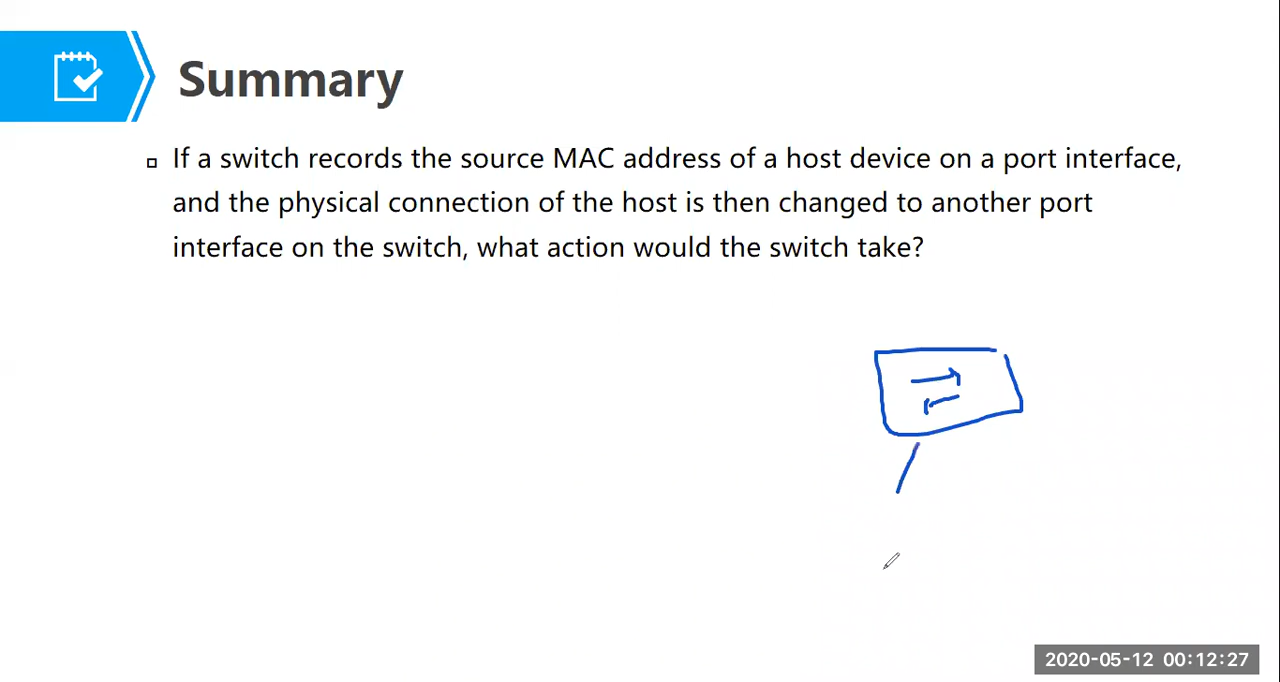 Summary
If a switch records the source MAC address of a host device on a port interface,
and the physical connection of the host is then changed to another port
interface on the switch, what action would the switch take?
2020-05-12 00:12:27